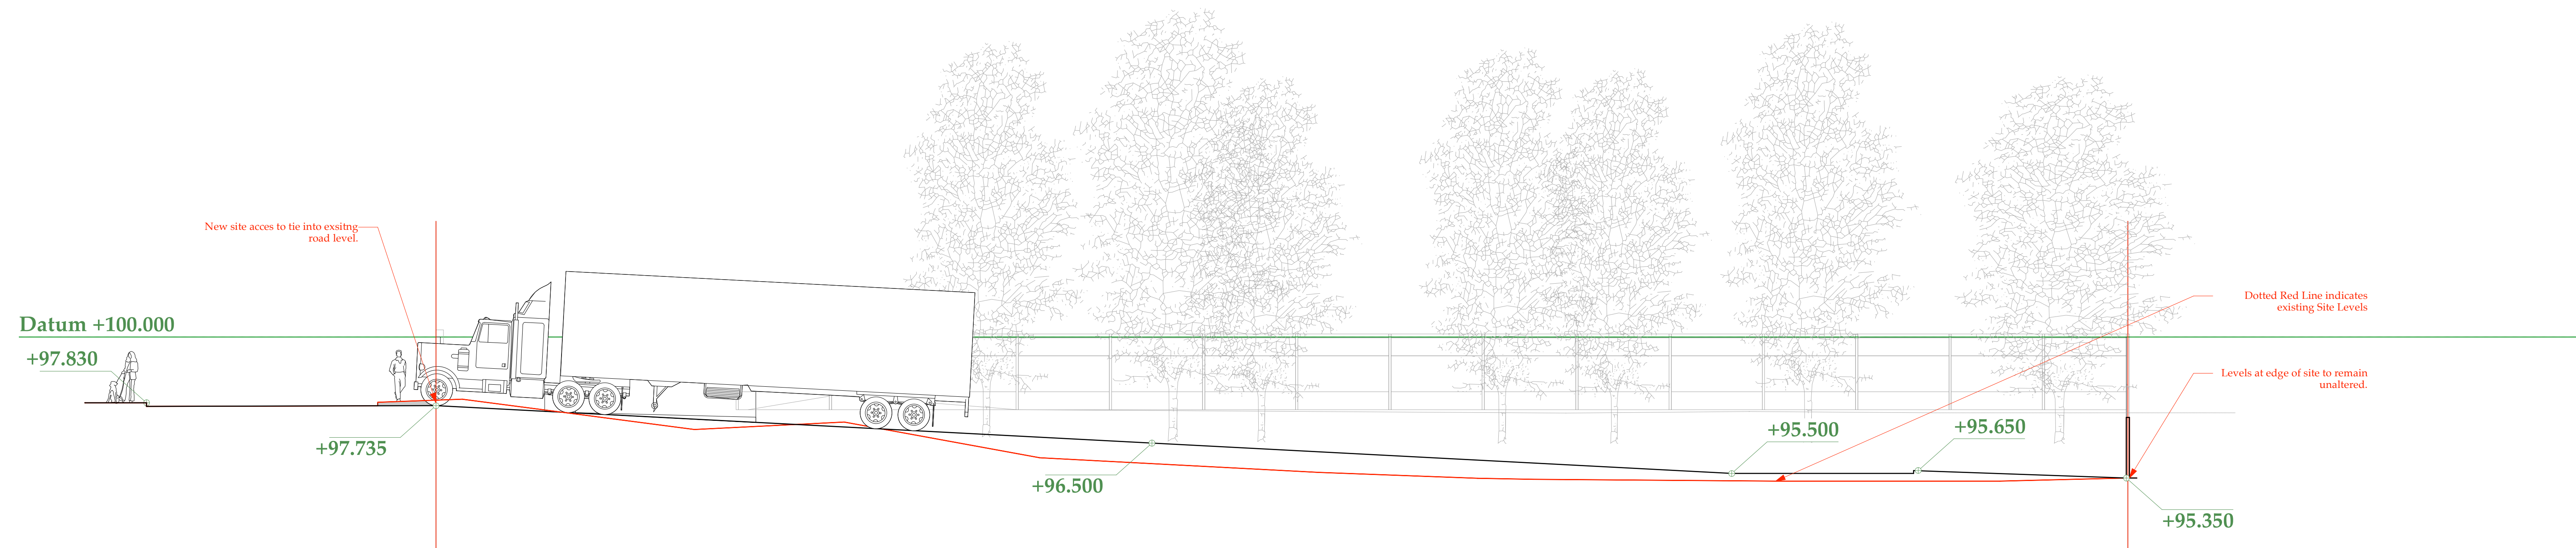 New site acces to tie into exsitng
road level.
Datum +100.000
+97.830
+97.735
+96.500
Dotted Red Line indicates
existing Site Levels
Levels at edge of site to remain
unaltered.
+95.500
+95.650
+95.350